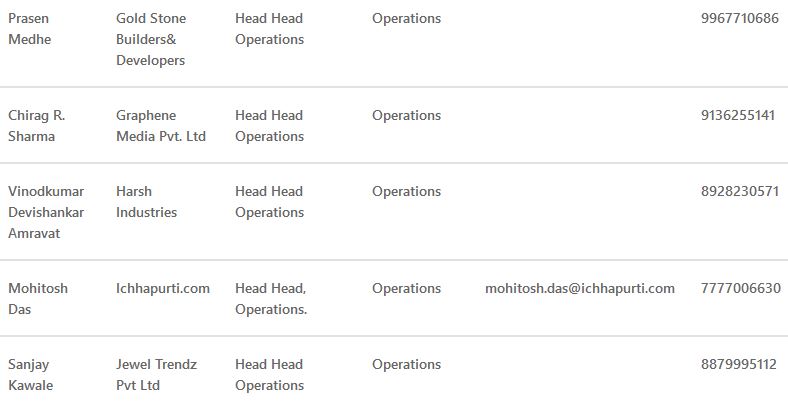 Prasen Medhe Gold Stone Builders& Developers Head Head Operations Operations 9967710686
Chirag R. Sharma Graphene Media Pvt. Ltd Head Head Operations Operations 9136255141
Vinodkumar Devishankar Amravat Harsh Industries Head Head Operations Operations 8928230571
Mohitosh Das Ichhapurti.com Head Head, Operations. Operations mohitosh.das@ichhapurti.com 7777006630
Sanjay Kawale Jewel Trendz Pvt Ltd Head Head Operations Operations 8879995112